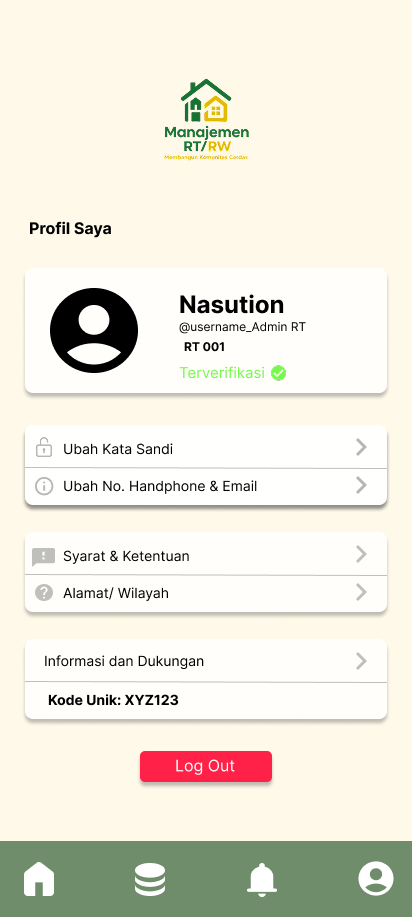 Manajemen
RT/RW
Membangun Komunitas Cerdas
Profil Saya
Nasution
@username_Admin RT
RT 001
Terverifikasi
Ubah Kata Sandi
Ubah No. Handphone & Email
Syarat & Ketentuan
Alamat/ Wilayah
Informasi dan Dukungan
Kode Unik: XYZ123
Log Out